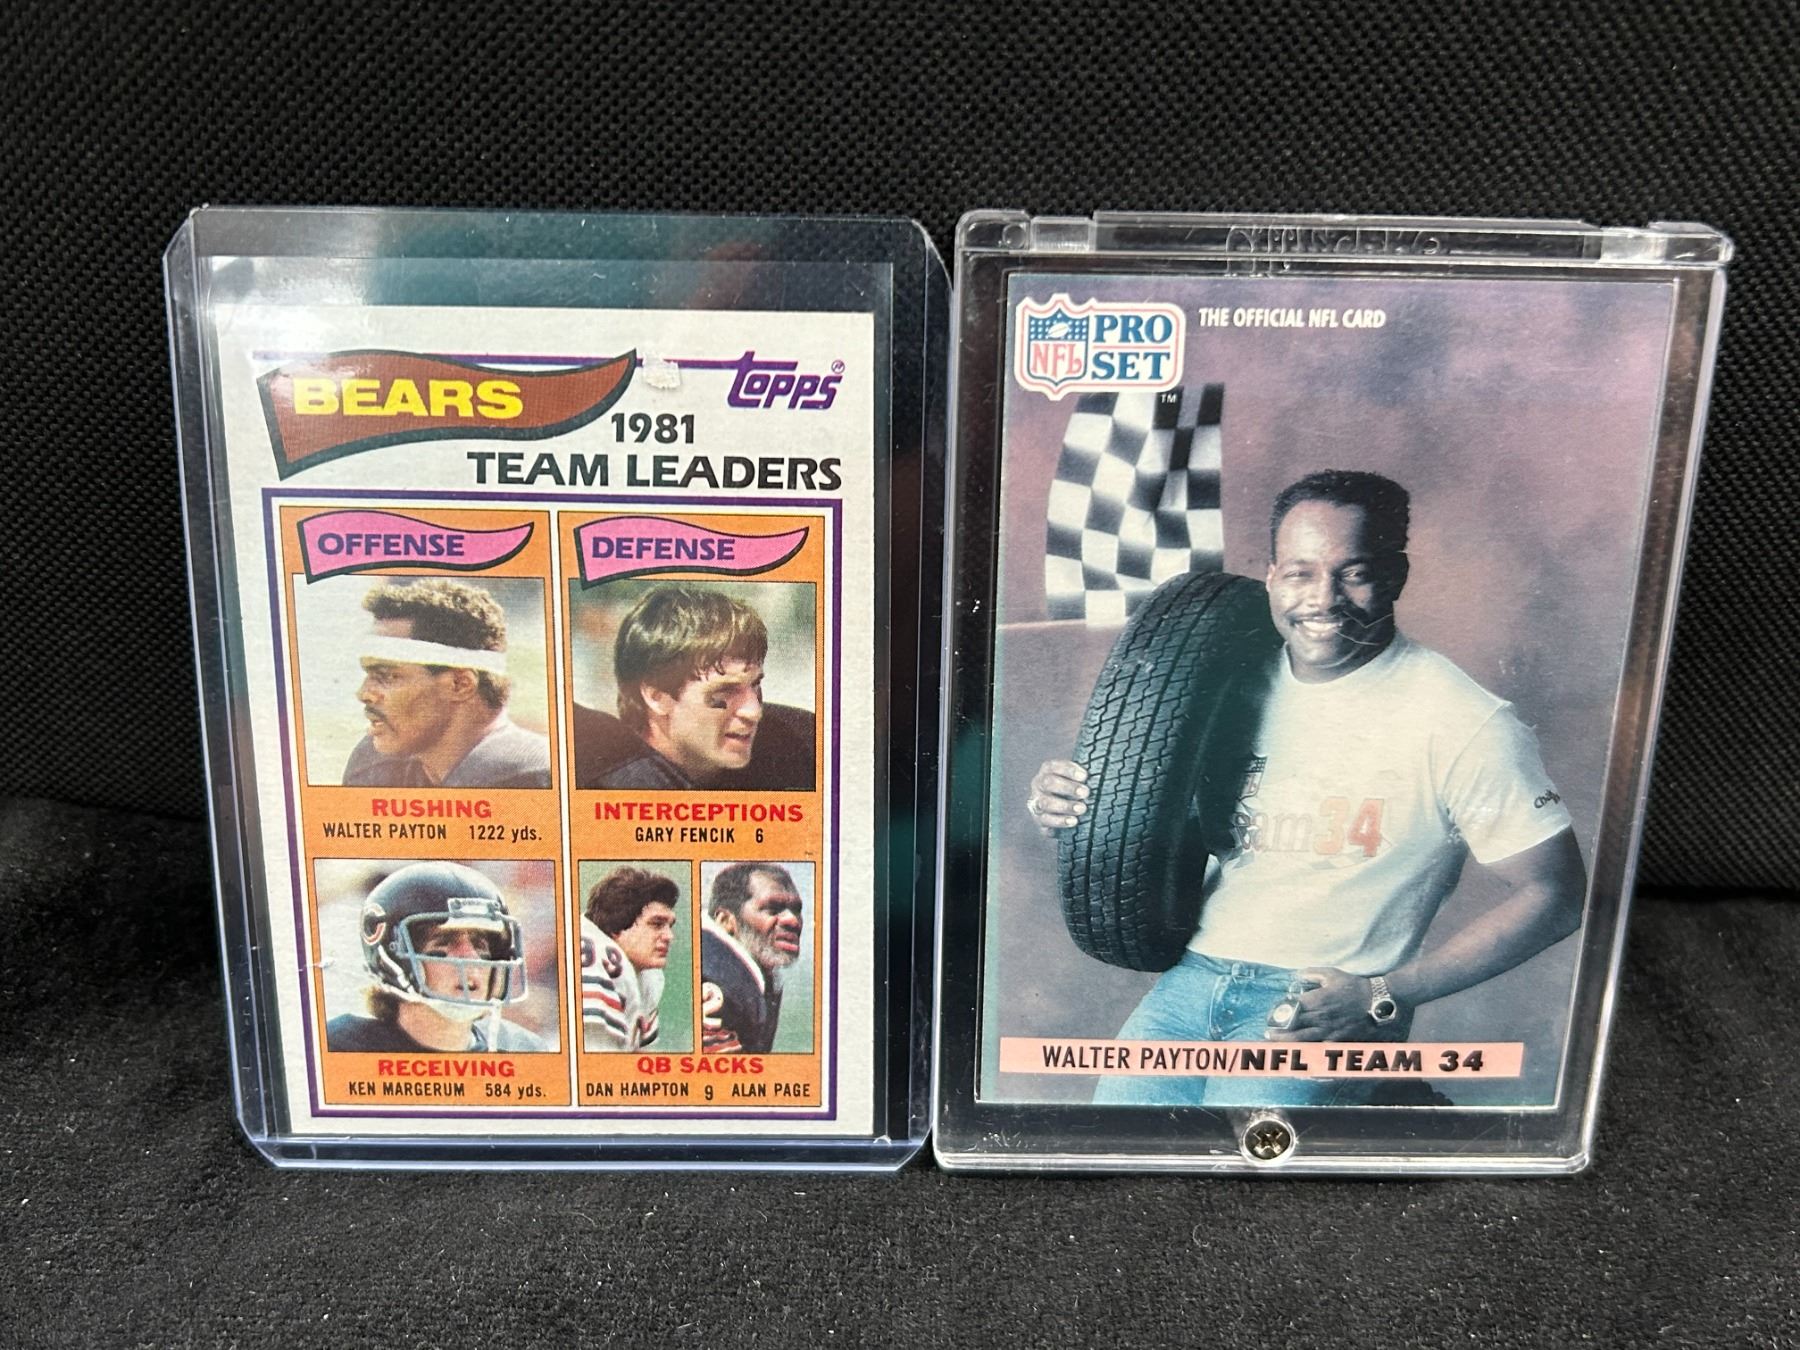 BEARS
topps®
1981
TEAM LEADERS
OFFENSE
DEFENSE
RUSHING
WALTER PAYTON 1222 yds.
INTERCEPTIONS
GARY FENCIK 6
RECEIVING
KEN MARGERUM 584 yds.
QB SACKS
DAN HAMPTON 9 ALAN PAGE
NFL
PRO
SET
TM
THE OFFICIAL NFL CARD
34
WALTER PAYTON/NFL TEAM 34